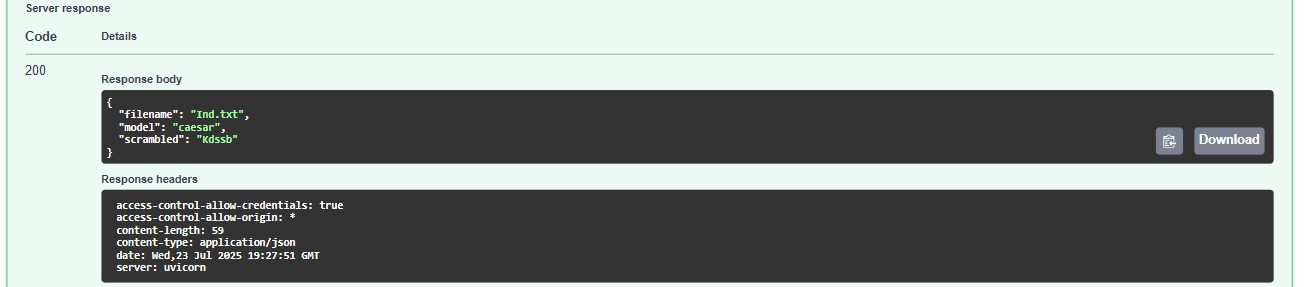 Server response
Code Details
200
Response body
{
"filename": "Ind.txt",
"model": "caesar",
"scrambled": "Kdssb"
}
Download
Response headers
access-control-allow-credentials: true
access-control-allow-origin: *
content-length: 59
content-type: application/json
date: Wed,23 Jul 2025 19:27:51 GMT
server: uvicorn